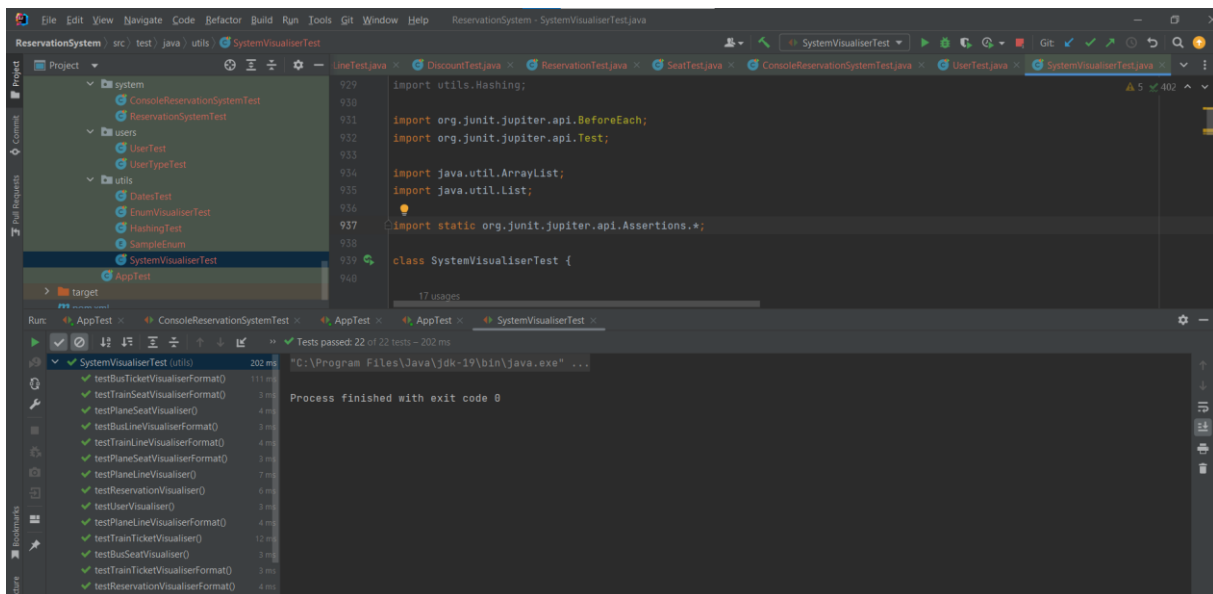 File Edit View Navigate Code Refactor Build Run Tools Git Window Help ReservationSystem - SystemVisualiserTest.java
ReservationSystem src test java utils SystemVisualiserTest
SystemVisualiserTest Git:
Project
LineTest.java DiscountTest.java ReservationTest.java SeatTest.java ConsoleReservationSystemTest.java UserTest.java SystemVisualiserTest.java
system
ConsoleReservationSystemTest
ReservationSystemTest
users
UserTest
UserTypeTest
utils
DatesTest
EnumVisualiserTest
HashingTest
SampleEnum
SystemVisualiserTest
AppTest
target
929 import utils.Hashing;
930
931 import org.junit.jupiter.api.BeforeEach;
932 import org.junit.jupiter.api.Test;
933
934 import java.util.ArrayList;
935 import java.util.List;
936
937 import static org.junit.jupiter.api.Assertions.*;
938
939 class SystemVisualiserTest {
940
17 usages
5 402
Project
Commit
Pull Requests
Bookmarks
Run: AppTest ConsoleReservationSystemTest AppTest AppTest SystemVisualiserTest
Tests passed: 22 of 22 tests – 202 ms
SystemVisualiserTest (utils) 202 ms
testBusTicketVisualiserFormat() 111 ms
testTrainSeatVisualiserFormat() 3 ms
testPlaneSeatVisualiser() 4 ms
testBusLineVisualiserFormat() 3 ms
testTrainLineVisualiserFormat() 4 ms
testPlaneSeatVisualiserFormat() 3 ms
testPlaneLineVisualiser() 7 ms
testReservationVisualiser() 6 ms
testUserVisualiser() 3 ms
testPlaneLineVisualiserFormat() 4 ms
testTrainTicketVisualiser() 12 ms
testBusSeatVisualiser() 3 ms
testTrainTicketVisualiserFormat() 3 ms
testReservationVisualiserFormat() 4 ms
"C:\Program Files\Java\jdk-19\bin\java.exe" ...
Process finished with exit code 0